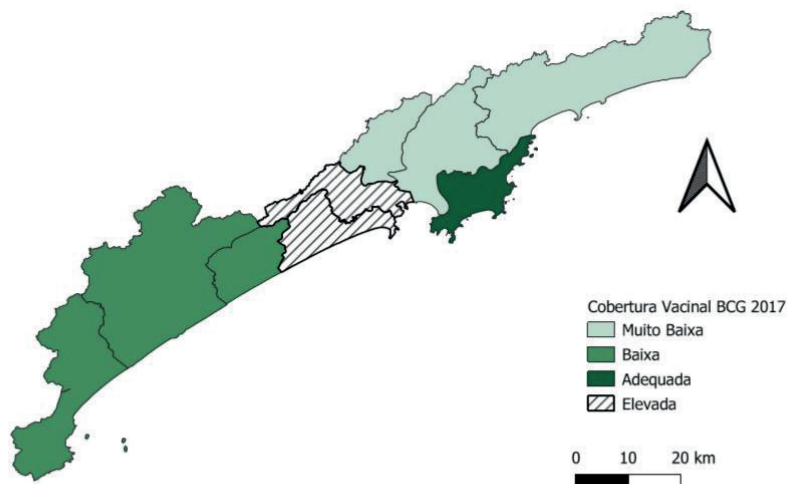 Cobertura Vacinal BCG 2017
Muito Baixa
Baixa
Adequada
Elevada
0 10 20 km